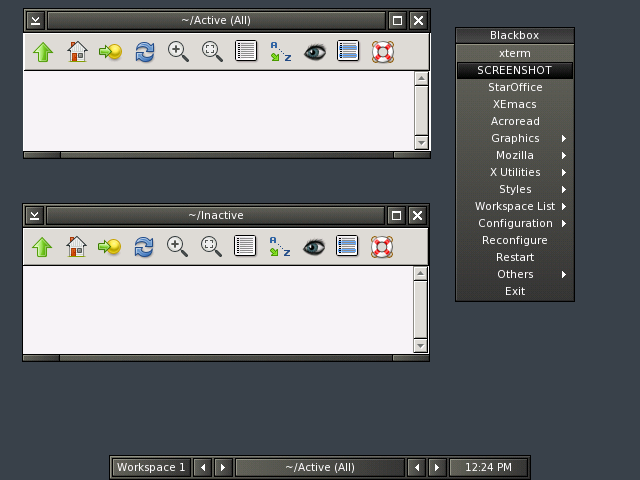 ~/Active (All)
A
Z
~/Inactive
A
Z
Blackbox
xterm
SCREENSHOT
StarOffice
XEmacs
Acroread
Graphics
Mozilla
X Utilities
Styles
Workspace List
Configuration
Reconfigure
Restart
Others
Exit
Workspace 1
~/Active (All)
12:24 PM